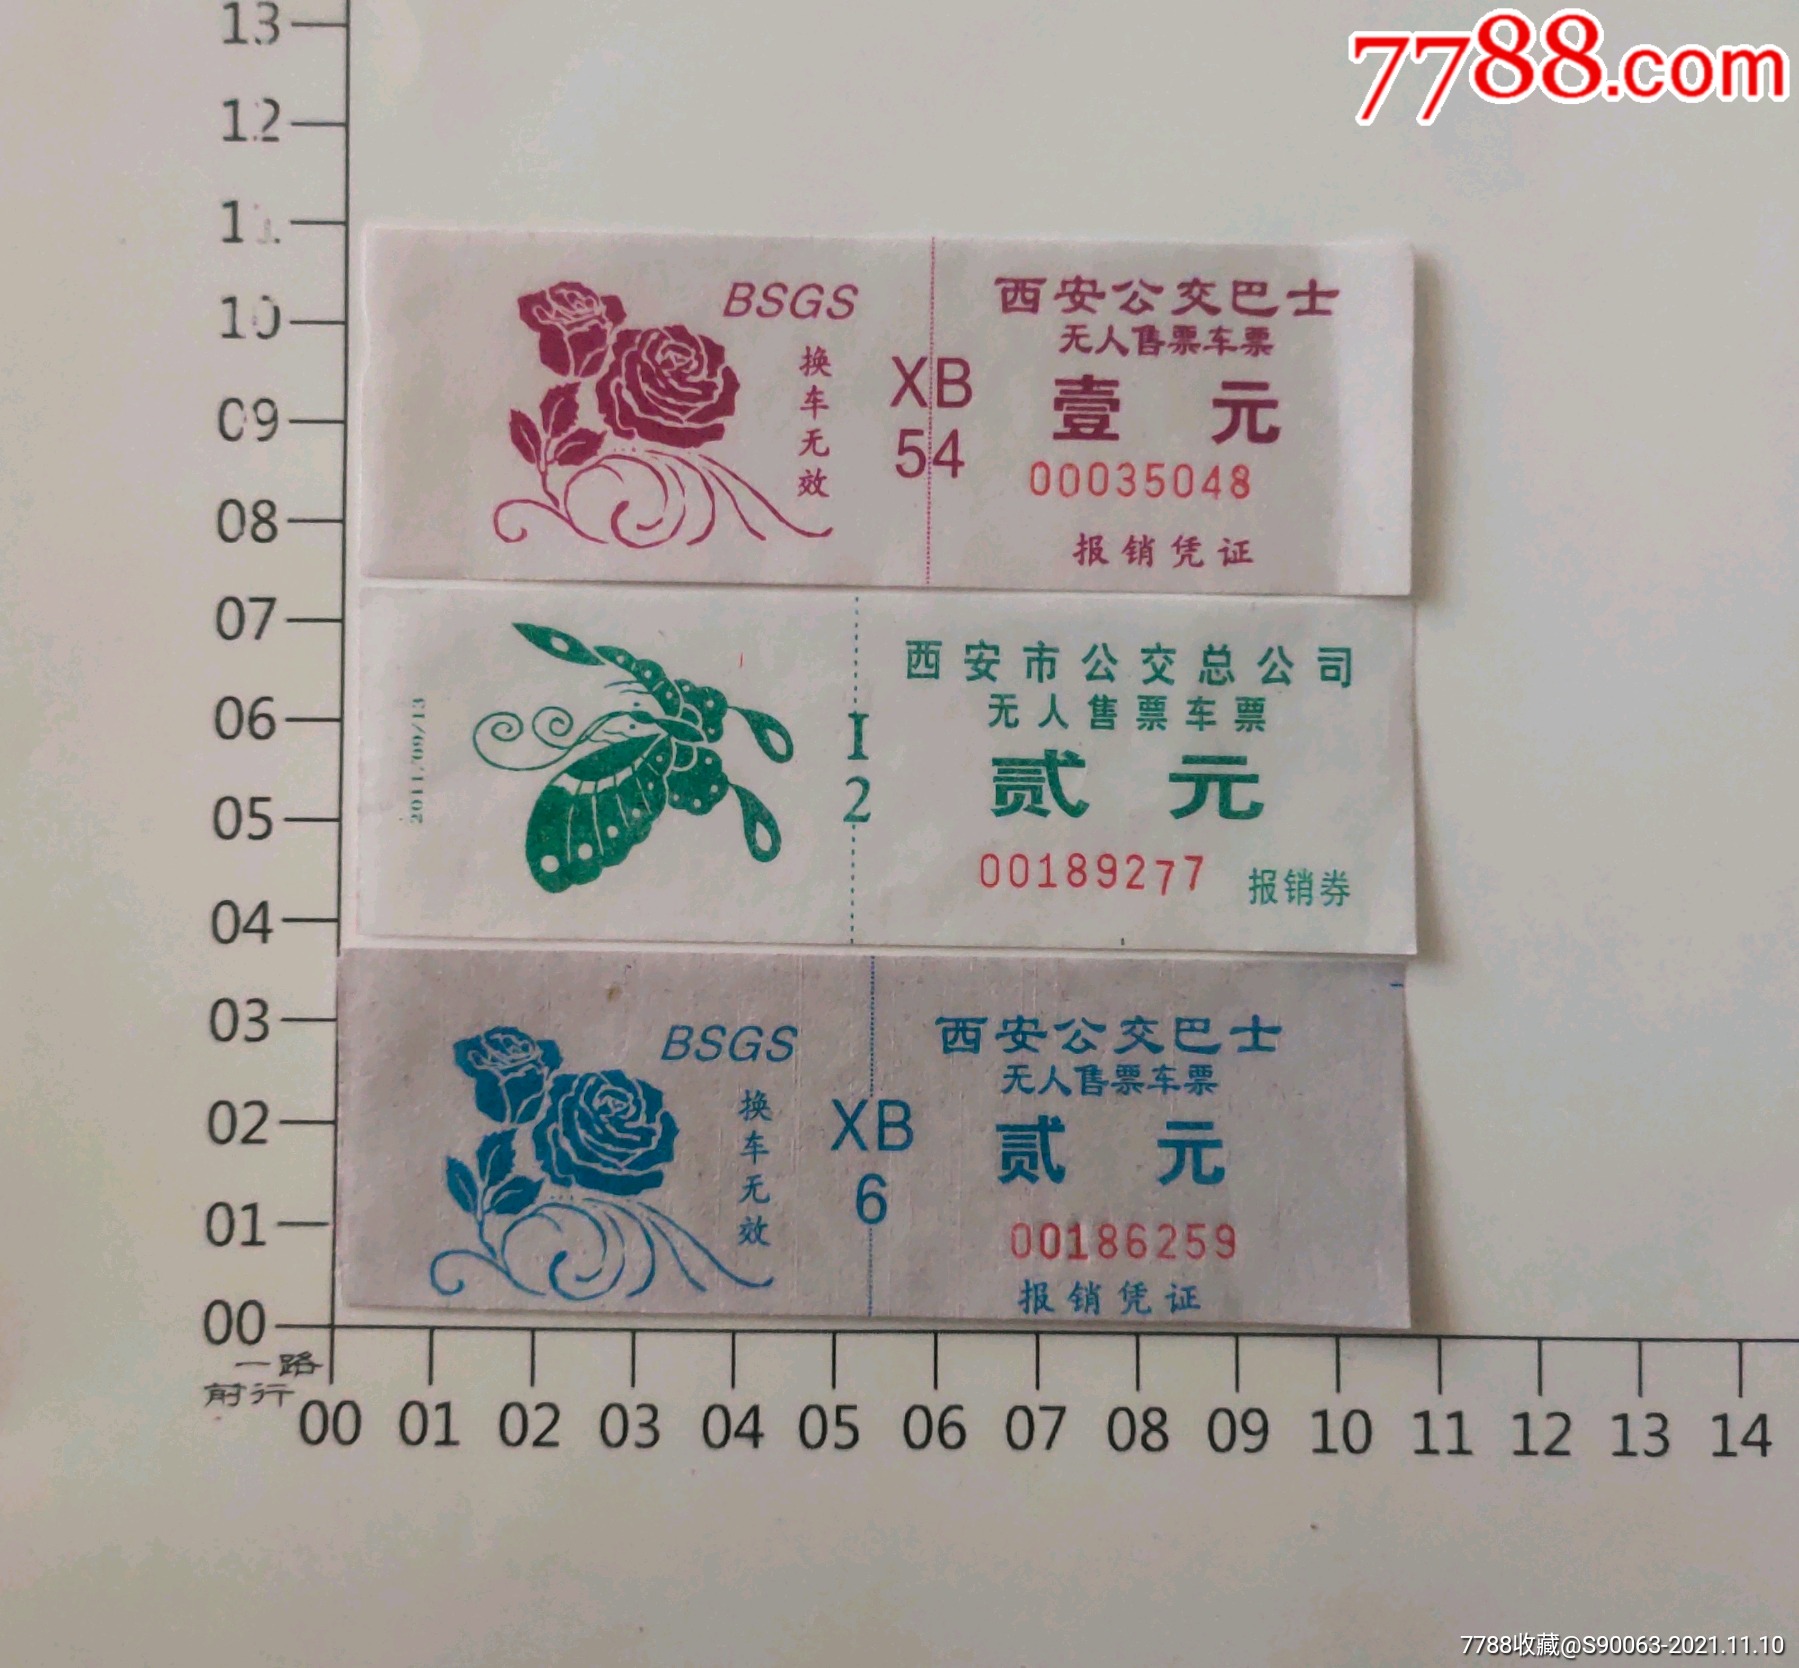 7788.com
13
12
11
10
09
08
07
06
05
04
03
02
01
00
BSGS
换车无效
XB
54
西安公交巴士
无人售票车票
壹 元
00035048
报销凭证
2011/09/13
I
2
西安市公交总公司
无人售票车票
贰 元
00189277
报销券
BSGS
换车无效
XB
6
西安公交巴士
无人售票车票
贰 元
00186259
报销凭证
一路
前行
00 01 02 03 04 05 06 07 08 09 10 11 12 13 14
7788收藏@S90063-2021.11.10